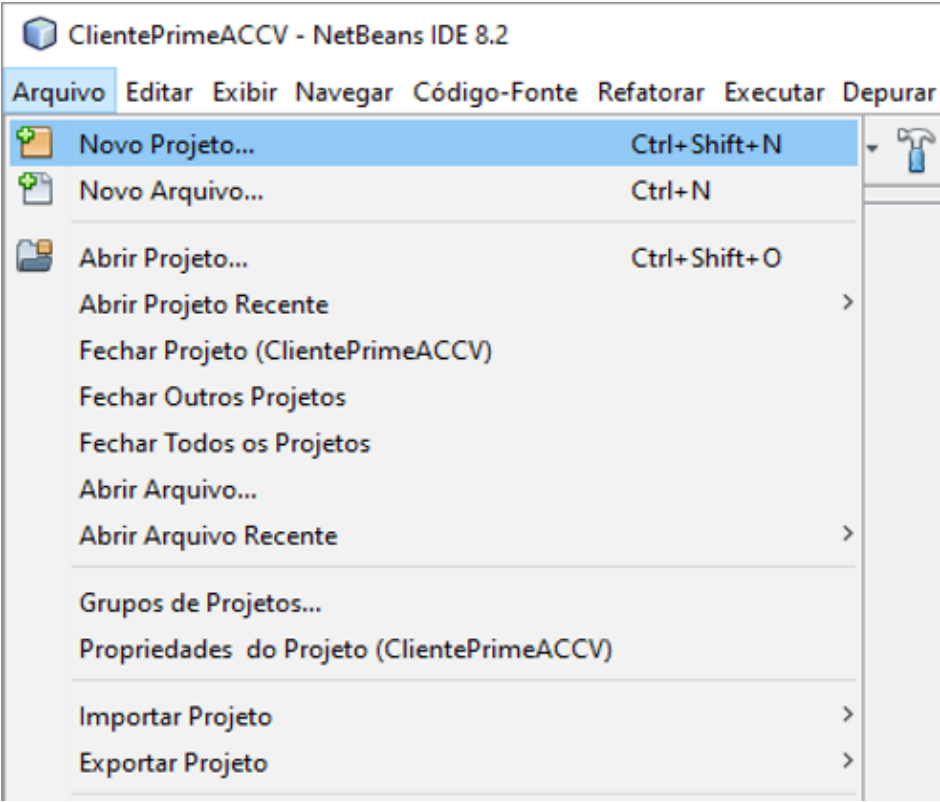 ClientePrimeACCV - NetBeans IDE 8.2
Arquivo Editar Exibir Navegar Código-Fonte Refatorar Executar Depurar
Novo Projeto... Ctrl+Shift+N
Novo Arquivo... Ctrl+N
Abrir Projeto... Ctrl+Shift+O
Abrir Projeto Recente
Fechar Projeto (ClientePrimeACCV)
Fechar Outros Projetos
Fechar Todos os Projetos
Abrir Arquivo...
Abrir Arquivo Recente
Grupos de Projetos...
Propriedades do Projeto (ClientePrimeACCV)
Importar Projeto
Exportar Projeto